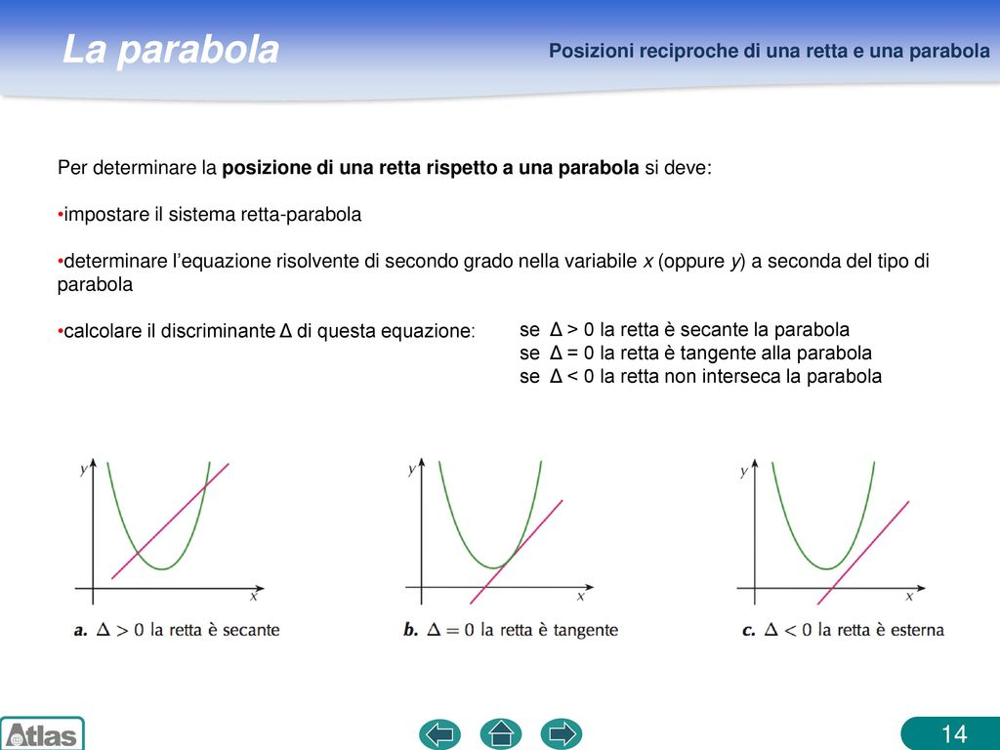 La parabola
Posizioni reciproche di una retta e una parabola
Per determinare la posizione di una retta rispetto a una parabola si deve:
•impostare il sistema retta-parabola
•determinare l’equazione risolvente di secondo grado nella variabile x (oppure y) a seconda del tipo di
parabola
•calcolare il discriminante Δ di questa equazione:
se Δ > 0 la retta è secante la parabola
se Δ = 0 la retta è tangente alla parabola
se Δ < 0 la retta non interseca la parabola
y
x
y
x
y
x
a. Δ > 0 la retta è secante
b. Δ = 0 la retta è tangente
c. Δ < 0 la retta è esterna
Atlas
14